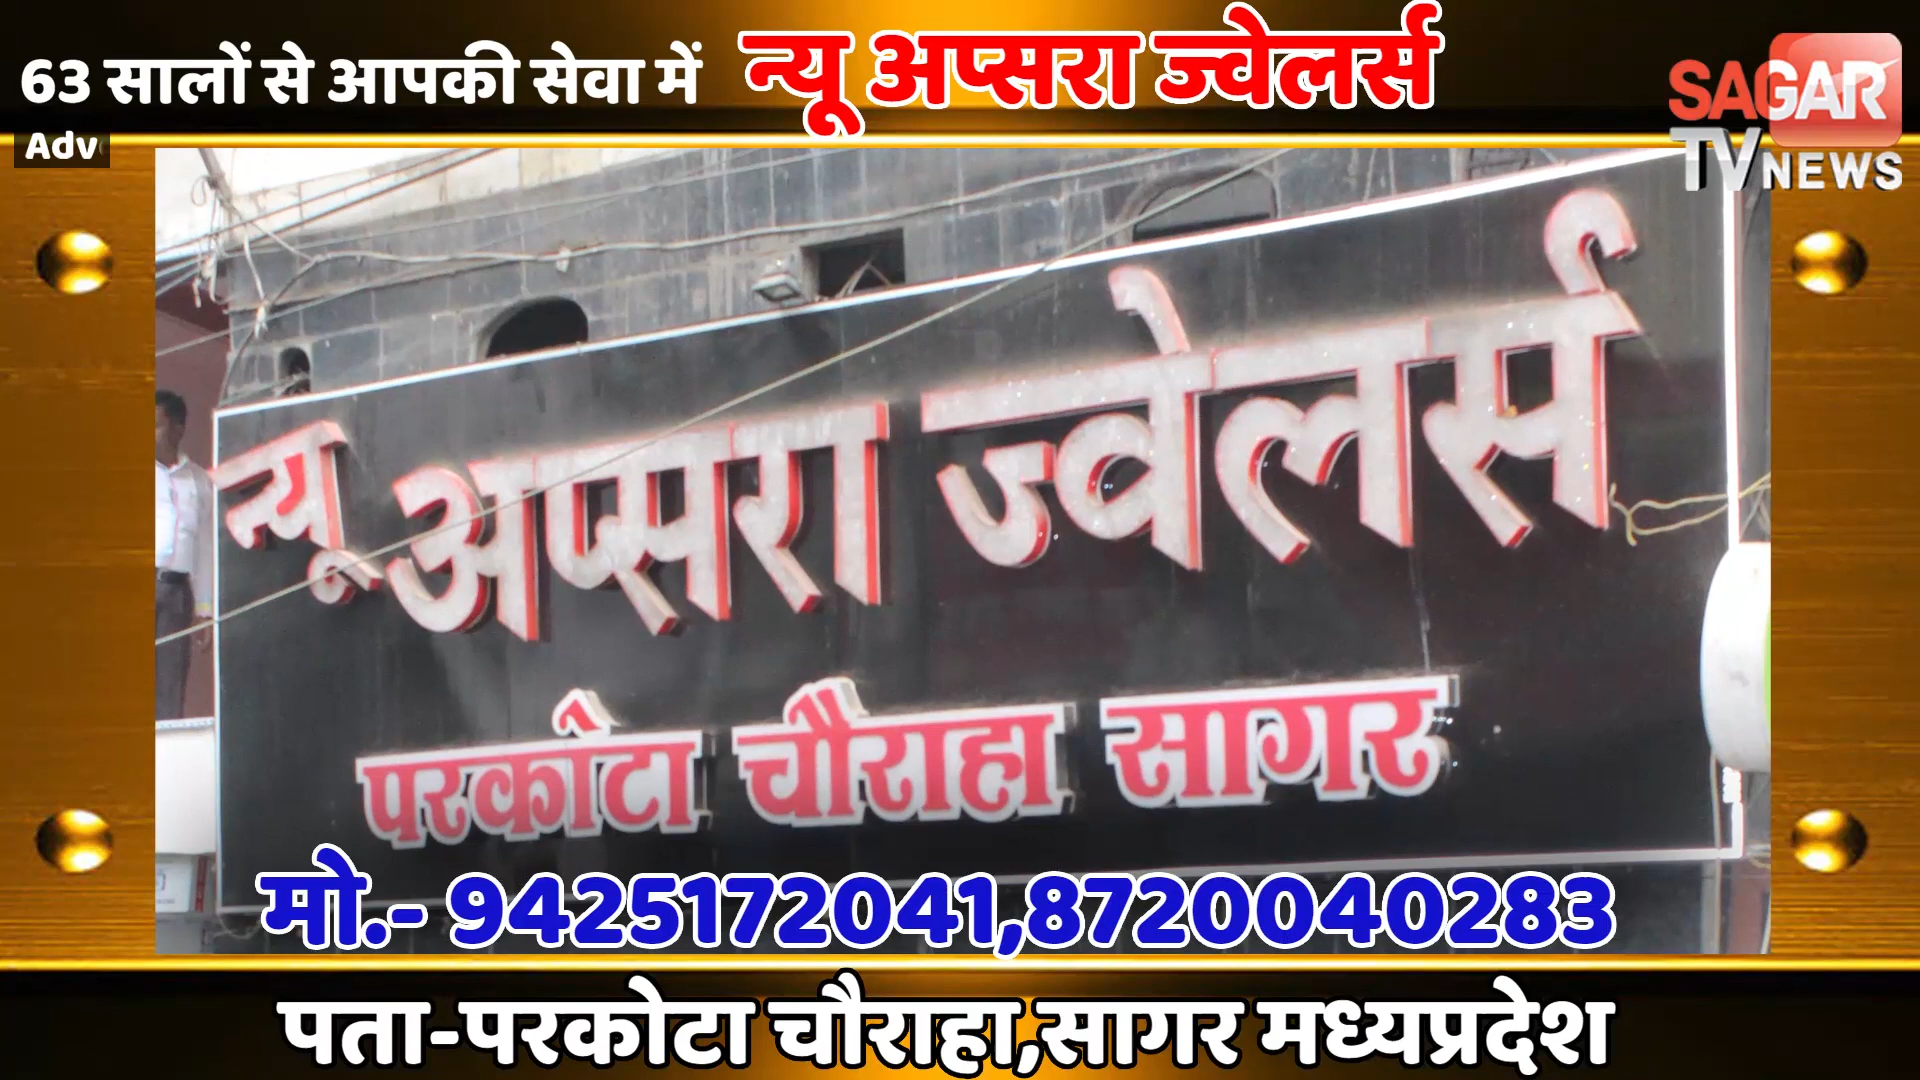 63 सालों से आपकी सेवा में न्यू अप्सरा ज्वेलर्स
SAGAR
TV NEWS
Adv
न्यू अप्सरा ज्वेलर्स
परकोटा चौराहा सागर
मो.- 9425172041,8720040283
पता-परकोटा चौराहा,सागर मध्यप्रदेश